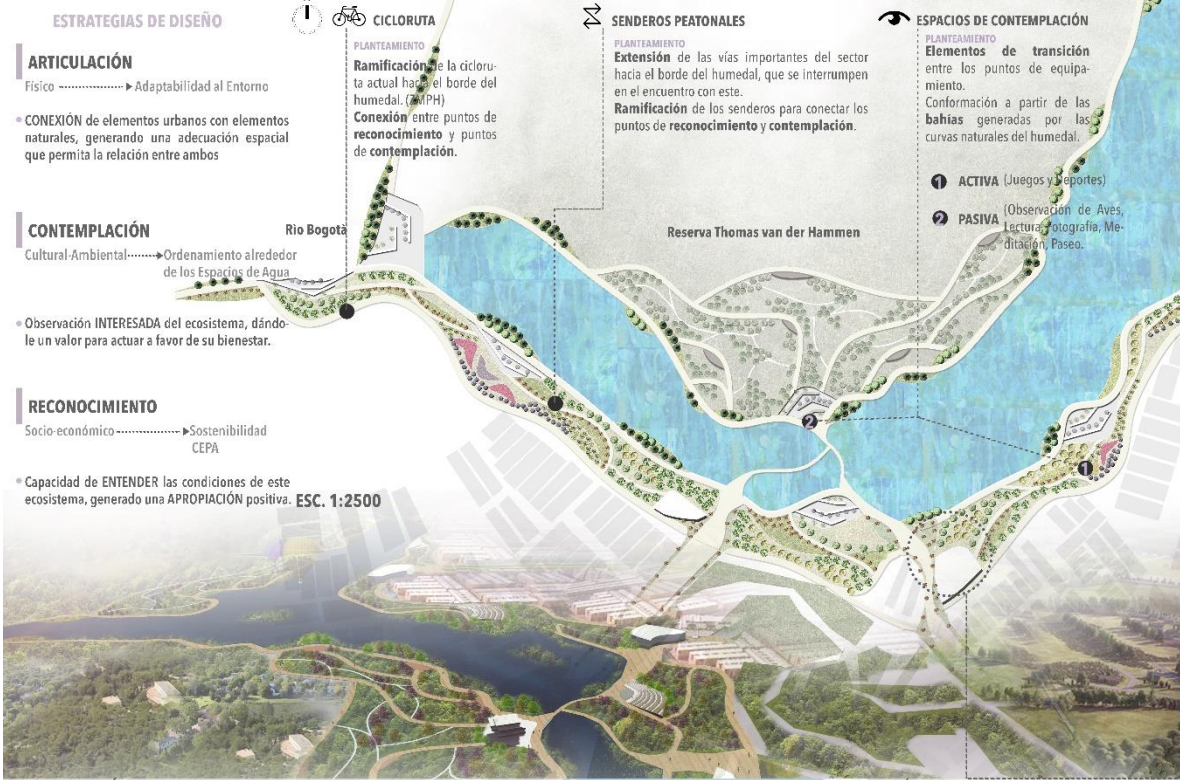 ESTRATEGIAS DE DISEÑO
ARTICULACIÓN
Físico Adaptabilidad al Entorno
CONEXIÓN de elementos urbanos con elementos
naturales, generando una adecuación espacial
que permita la relación entre ambos
CONTEMPLACIÓN
Cultural-Ambiental Ordenamiento alrededor
de los Espacios de Agua
Observación INTERESADA del ecosistema, dándo-
le un valor para actuar a favor de su bienestar.
RECONOCIMIENTO
Socio-económico Sostenibilidad
CEPA
Capacidad de ENTENDER las condiciones de este
ecosistema, generado una APROPIACIÓN positiva.
ESC. 1:2500
CICLORUTA
PLANTEAMIENTO
Ramificación de la cicloru-
ta actual hacia el borde del
humedal. (ZMPH)
Conexión entre puntos de
reconocimiento y puntos
de contemplación.
SENDEROS PEATONALES
PLANTEAMIENTO
Extensión de las vías importantes del sector
hacia el borde del humedal, que se interrumpen
en el encuentro con este.
Ramificación de los senderos para conectar los
puntos de reconocimiento y contemplación.
ESPACIOS DE CONTEMPLACIÓN
PLANTEAMIENTO
Elementos de transición
entre los puntos de equipa-
miento.
Conformación a partir de las
bahías generadas por las
curvas naturales del humedal.
1 ACTIVA (Juegos y Deportes)
2 PASIVA (Observación de Aves,
Lectura, Fotografía, Me-
ditación, Paseo.
Río Bogotá
Reserva Thomas van der Hammen
2
1